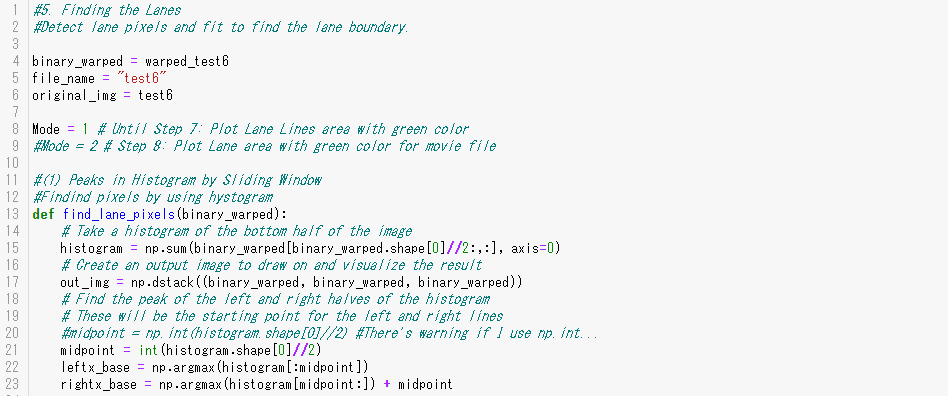 1 #5. Finding the Lanes
2 #Detect lane pixels and fit to find the lane boundary.
3
4 binary_warped = warped_test6
5 file_name = "test6"
6 original_img = test6
7
8 Mode = 1 # Until Step 7: Plot Lane Lines area with green color
9 #Mode = 2 # Step 8: Plot Lane area with green color for movie file
10
11 #(1) Peaks in Histogram by Sliding Window
12 #Findind pixels by using hystogram
13 def find_lane_pixels(binary_warped):
14     # Take a histogram of the bottom half of the image
15     histogram = np.sum(binary_warped[binary_warped.shape[0]//2:,:], axis=0)
16     # Create an output image to draw on and visualize the result
17     out_img = np.dstack((binary_warped, binary_warped, binary_warped))
18     # Find the peak of the left and right halves of the histogram
19     # These will be the starting point for the left and right lines
20     #midpoint = np.int(histogram.shape[0]//2) #There's warning if I use np.int...
21     midpoint = int(histogram.shape[0]//2)
22     leftx_base = np.argmax(histogram[:midpoint])
23     rightx_base = np.argmax(histogram[midpoint:]) + midpoint